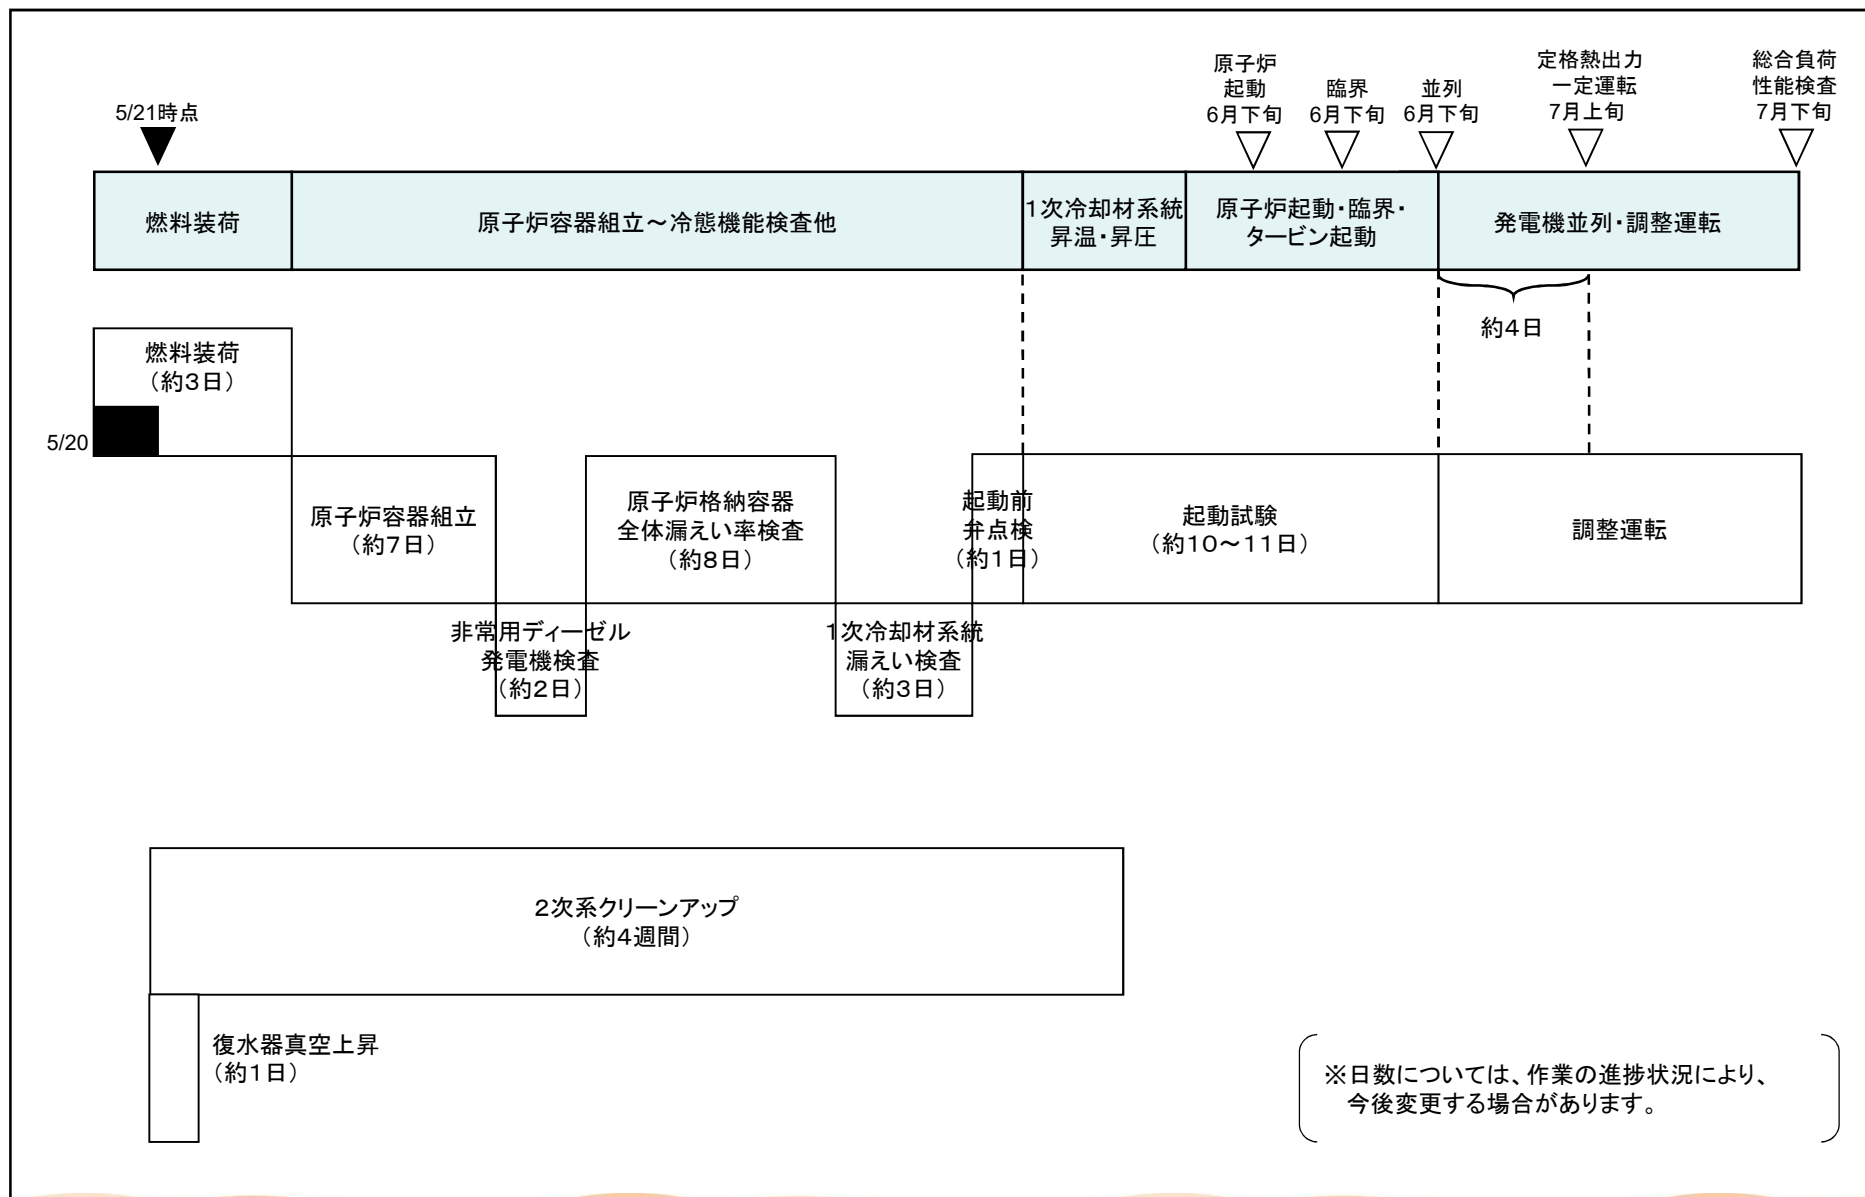 5/21時点
原子炉
起動
6月下旬
臨界
6月下旬
並列
6月下旬
定格熱出力
一定運転
7月上旬
総合負荷
性能検査
7月下旬
燃料装荷
原子炉容器組立～冷態機能検査他
1次冷却材系統
昇温・昇圧
原子炉起動・臨界・
タービン起動
発電機並列・調整運転
約4日
燃料装荷
（約3日）
5/20
原子炉容器組立
（約7日）
非常用ディーゼル
発電機検査
（約2日）
原子炉格納容器
全体漏えい率検査
（約8日）
1次冷却材系統
漏えい検査
（約3日）
起動前
弁点検
（約1日）
起動試験
（約10～11日）
調整運転
2次系クリーンアップ
（約4週間）
復水器真空上昇
（約1日）
※日数については、作業の進捗状況により、
今後変更する場合があります。